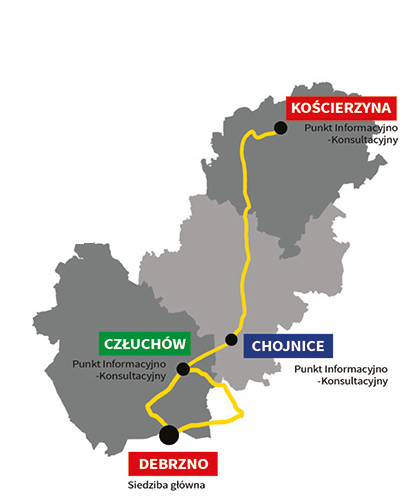 KOŚCIERZYNA
Punkt Informacyjno
-Konsultacyjny
CZŁUCHÓW
Punkt Informacyjno
-Konsultacyjny
CHOJNICE
Punkt Informacyjno
-Konsultacyjny
DEBRZNO
Siedziba główna